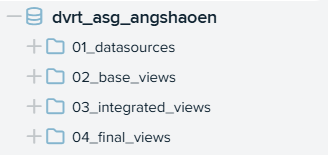 dvrt_asg_angshaoen
01_datasources
02_base_views
03_integrated_views
04_final_views